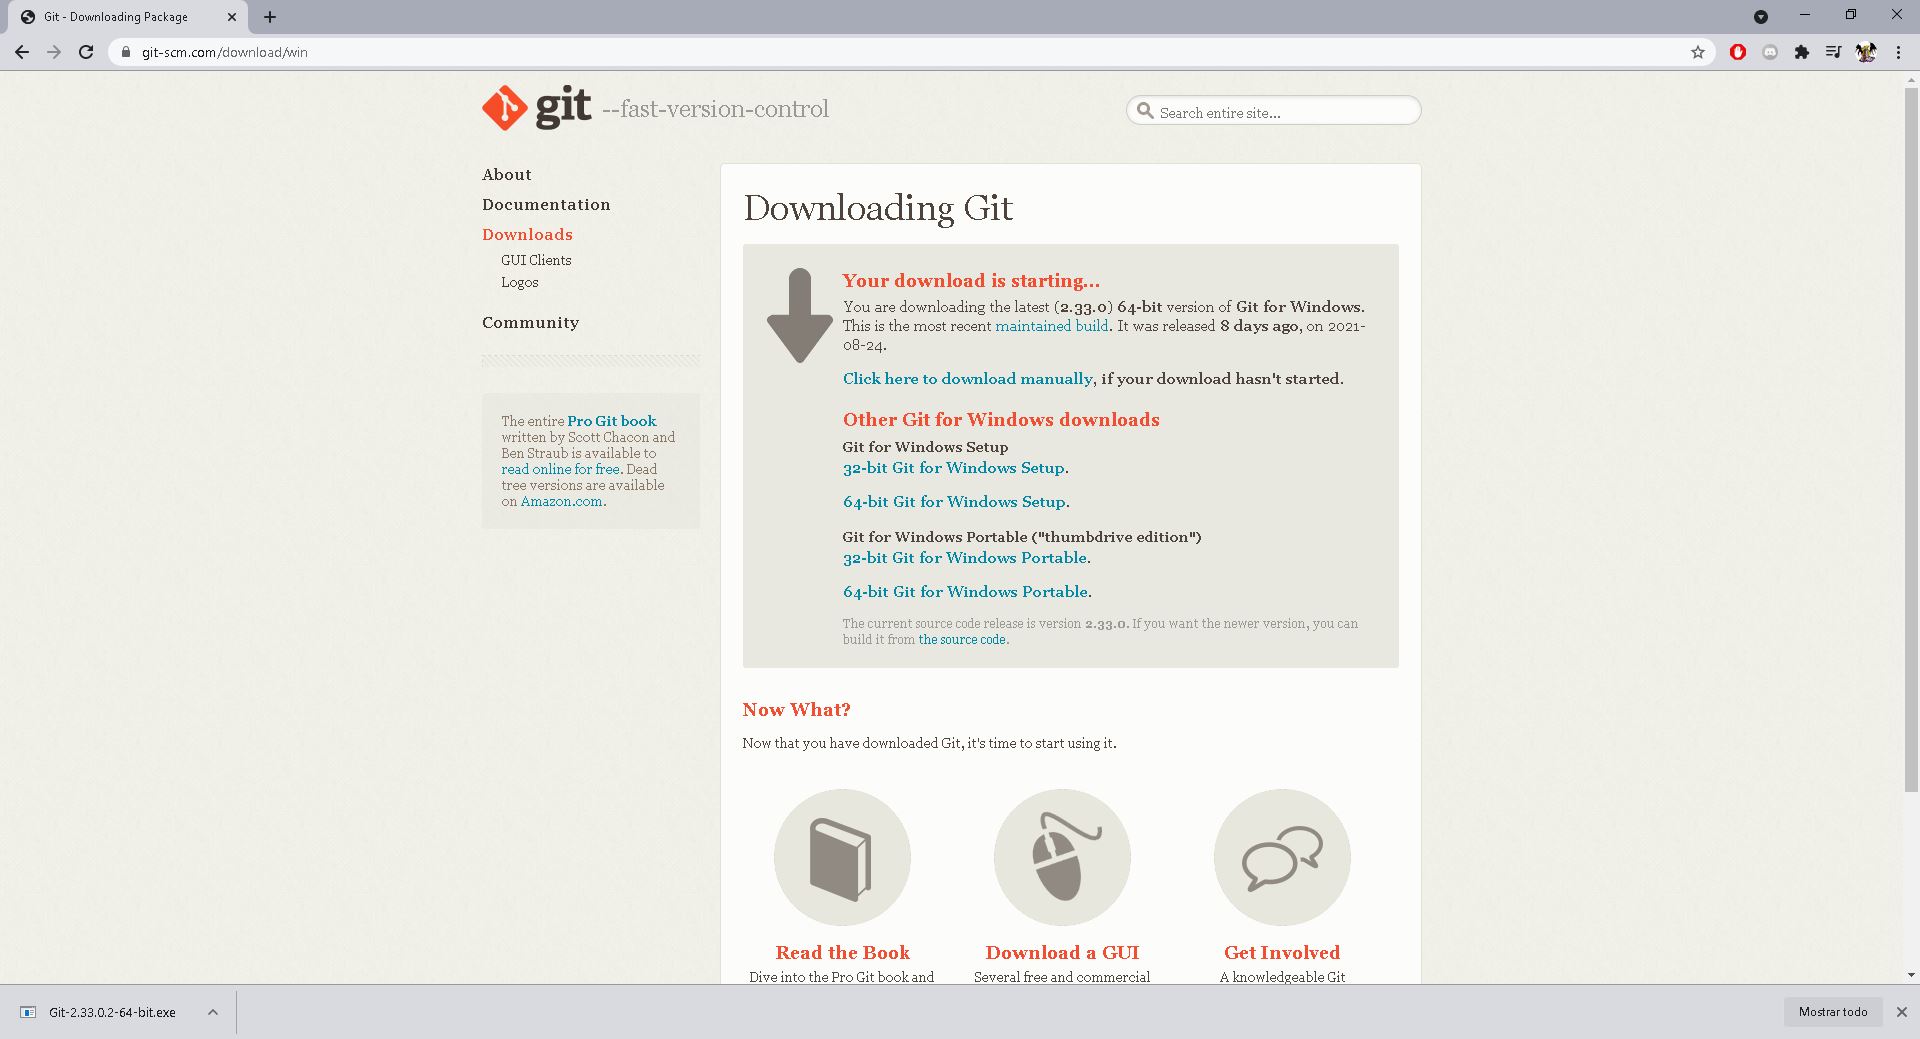 Git - Downloading Package
git-scm.com/download/win
git --fast-version-control
Search entire site...
About
Documentation
Downloads
GUI Clients
Logos
Community
The entire Pro Git book
written by Scott Chacon and
Ben Straub is available to
read online for free. Dead
tree versions are available
on Amazon.com.
Downloading Git
Your download is starting...
You are downloading the latest (2.33.0) 64-bit version of Git for Windows.
This is the most recent maintained build. It was released 8 days ago, on 2021-
08-24.
Click here to download manually, if your download hasn't started.
Other Git for Windows downloads
Git for Windows Setup
32-bit Git for Windows Setup.
64-bit Git for Windows Setup.
Git for Windows Portable ("thumbdrive edition")
32-bit Git for Windows Portable.
64-bit Git for Windows Portable.
The current source code release is version 2.33.0. If you want the newer version, you can
build it from the source code.
Now What?
Now that you have downloaded Git, it's time to start using it.
Read the Book
Dive into the Pro Git book and
Download a GUI
Several free and commercial
Get Involved
A knowledgeable Git
Git-2.33.0.2-64-bit.exe
Mostrar todo